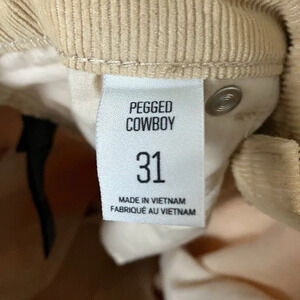 PEGGED
COWBOY
31
MADE IN VIETNAM
FABRIQUÉ AU VIETNAM